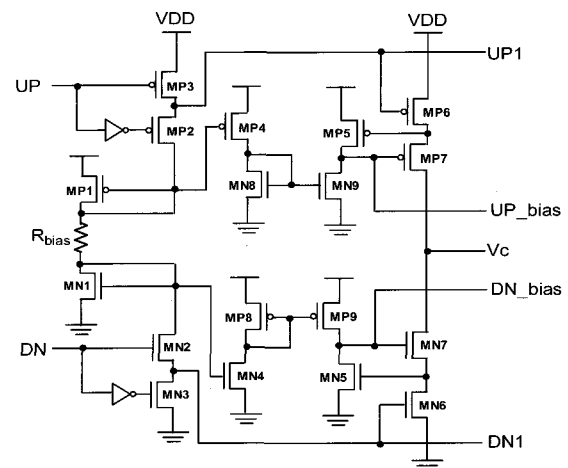 VDD
VDD
UP
MP3
UP1
MP2
MP4
MP5
MP6
MP7
MP1
MN8
MN9
UP_bias
Rbias
Vc
MN1
MP8
MP9
DN_bias
DN
MN2
MN7
MN4
MN5
MN3
MN6
DN1